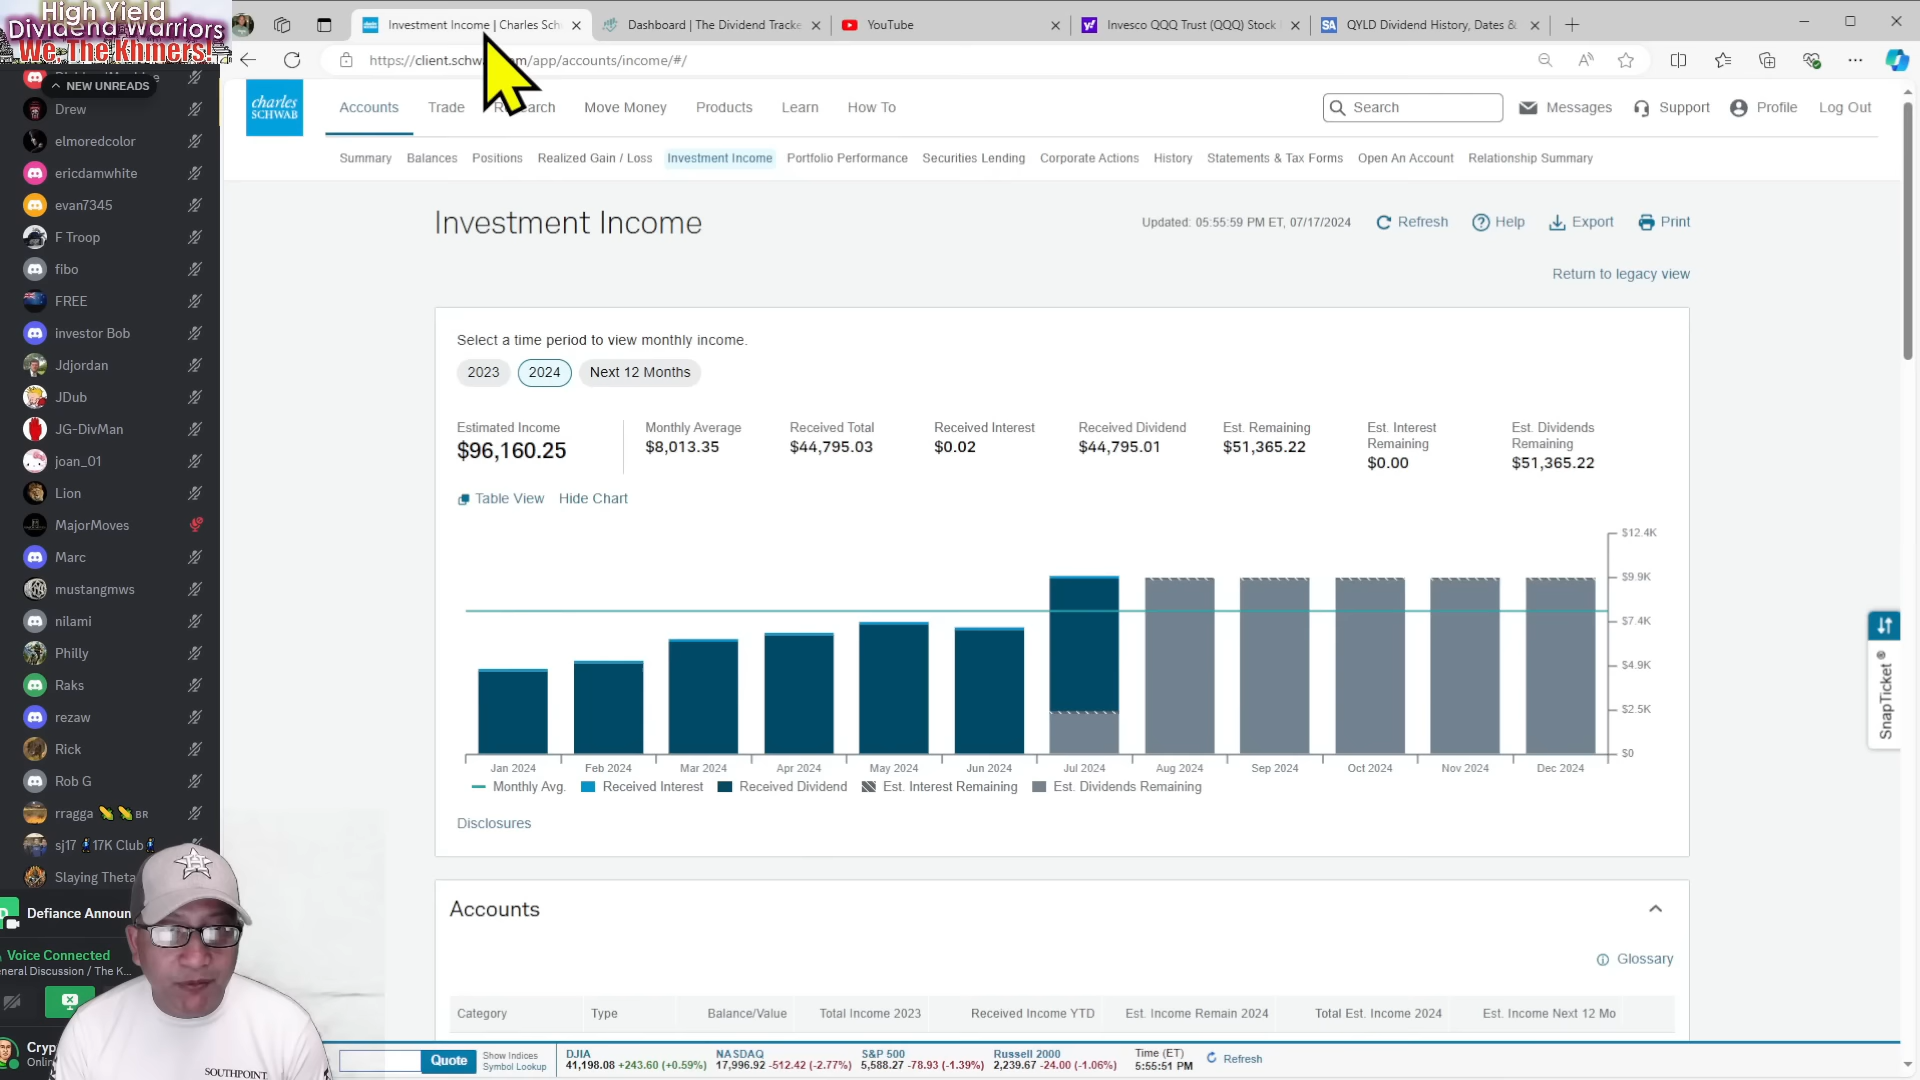 High Yield
Dividend Warriors
We The Khmers!
NEW UNREADS
Drew
elmoredcolor
ericdamwhite
evan7345
F Troop
fibo
FREE
investor Bob
Jdjordan
JDub
JG-DivMan
joan_01
Lion
MajorMoves
Marc
mustangmws
nilami
Philly
Raks
rezaw
Rick
Rob G
rragga 🌽🌽 BR
sj17 17K Club
Slaying Theta
Defiance Announ
Voice Connected
eneral Discussion / The K...
Cryp
Onlin
SOUTHPOINT
Investment Income | Charles Sch
Dashboard | The Dividend Tracke
YouTube
Invesco QQQ Trust (QQQ) Stock
QYLD Dividend History, Dates &
https://client.schw m/app/accounts/income/#/
charles
SCHWAB
Accounts
Trade
Research
Move Money
Products
Learn
How To
Search
Messages
Support
Profile
Log Out
Summary
Balances
Positions
Realized Gain / Loss
Investment Income
Portfolio Performance
Securities Lending
Corporate Actions
History
Statements & Tax Forms
Open An Account
Relationship Summary
Investment Income
Updated: 05:55:59 PM ET, 07/17/2024
Refresh
Help
Export
Print
Return to legacy view
Select a time period to view monthly income.
2023
2024
Next 12 Months
Estimated Income
$96,160.25
Monthly Average
$8,013.35
Received Total
$44,795.03
Received Interest
$0.02
Received Dividend
$44,795.01
Est. Remaining
$51,365.22
Est. Interest
Remaining
$0.00
Est. Dividends
Remaining
$51,365.22
Table View
Hide Chart
$12.4K
$9.9K
$7.4K
$4.9K
$2.5K
$0
Jan 2024
Feb 2024
Mar 2024
Apr 2024
May 2024
Jun 2024
Jul 2024
Aug 2024
Sep 2024
Oct 2024
Nov 2024
Dec 2024
Monthly Avg.
Received Interest
Received Dividend
Est. Interest Remaining
Est. Dividends Remaining
Disclosures
SnapTicket ®
Accounts
Glossary
Category
Type
Balance/Value
Total Income 2023
Received Income YTD
Est. Income Remain 2024
Total Est. Income 2024
Est. Income Next 12 Mo
Quote
Show Indices
Symbol Lookup
DJIA
41,198.08 +243.60 (+0.59%)
NASDAQ
17,996.92 -512.42 (-2.77%)
S&P 500
5,588.27 -78.93 (-1.39%)
Russell 2000
2,239.67 -24.00 (-1.06%)
Time (ET)
5:55:51 PM
Refresh